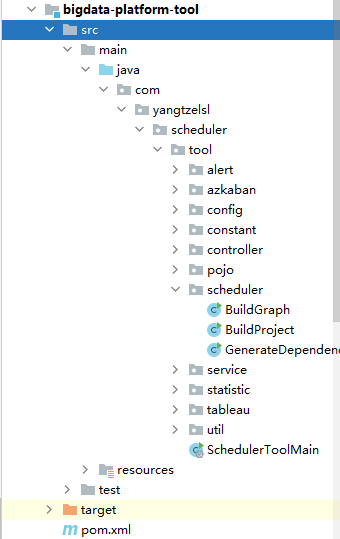 bigdata-platform-tool
src
main
java
com
yangtzelsl
scheduler
tool
alert
azkaban
config
constant
controller
pojo
scheduler
BuildGraph
BuildProject
GenerateDependenc
service
statistic
tableau
util
SchedulerToolMain
resources
test
target
pom.xml